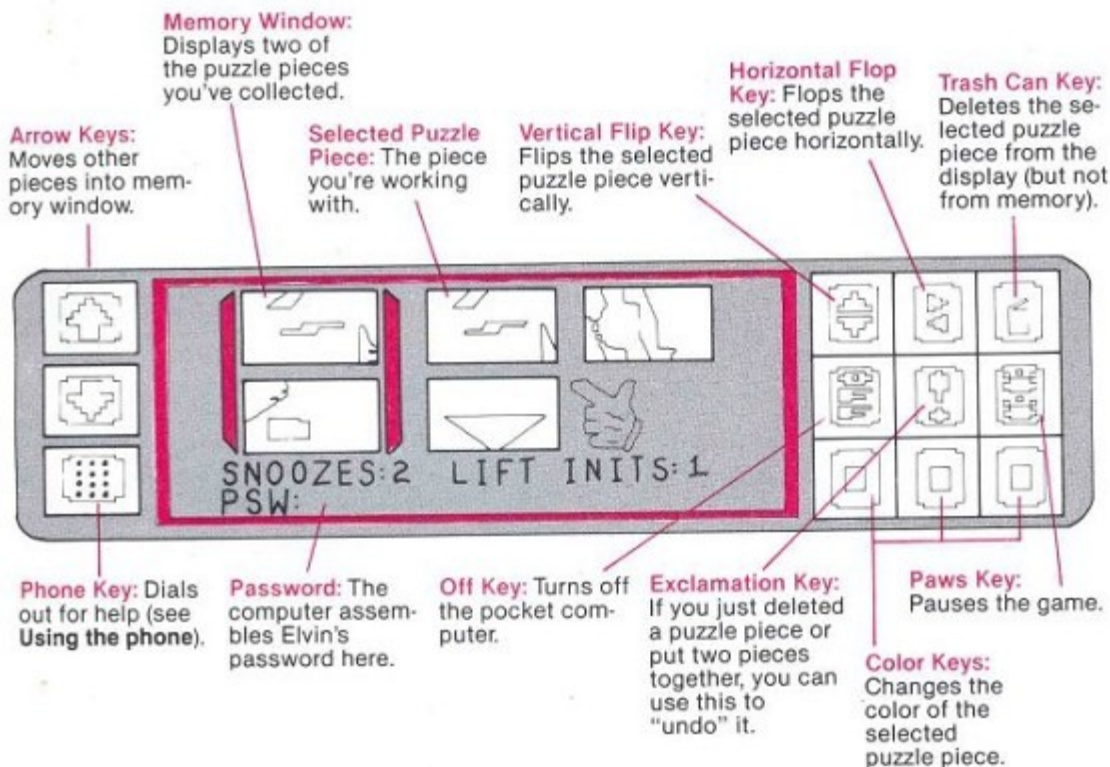 Memory Window:
Displays two of
the puzzle pieces
you've collected.
Arrow Keys:
Moves other
pieces into mem-
ory window.
Selected Puzzle
Piece: The piece
you're working
with.
Vertical Flip Key:
Flips the selected
puzzle piece verti-
cally.
Horizontal Flop
Key: Flops the
selected puzzle
piece horizontally.
Trash Can Key:
Deletes the se-
lected puzzle
piece from the
display (but not
from memory).
SNOOZES:2 LIFT INITS:1
PSW:
Phone Key: Dials
out for help (see
Using the phone).
Password: The
computer assem-
bles Elvin's
password here.
Off Key: Turns off
the pocket com-
puter.
Exclamation Key:
If you just deleted
a puzzle piece or
put two pieces
together, you can
use this to
"undo" it.
Paws Key:
Pauses the game.
Color Keys:
Changes the
color of the
selected
puzzle piece.